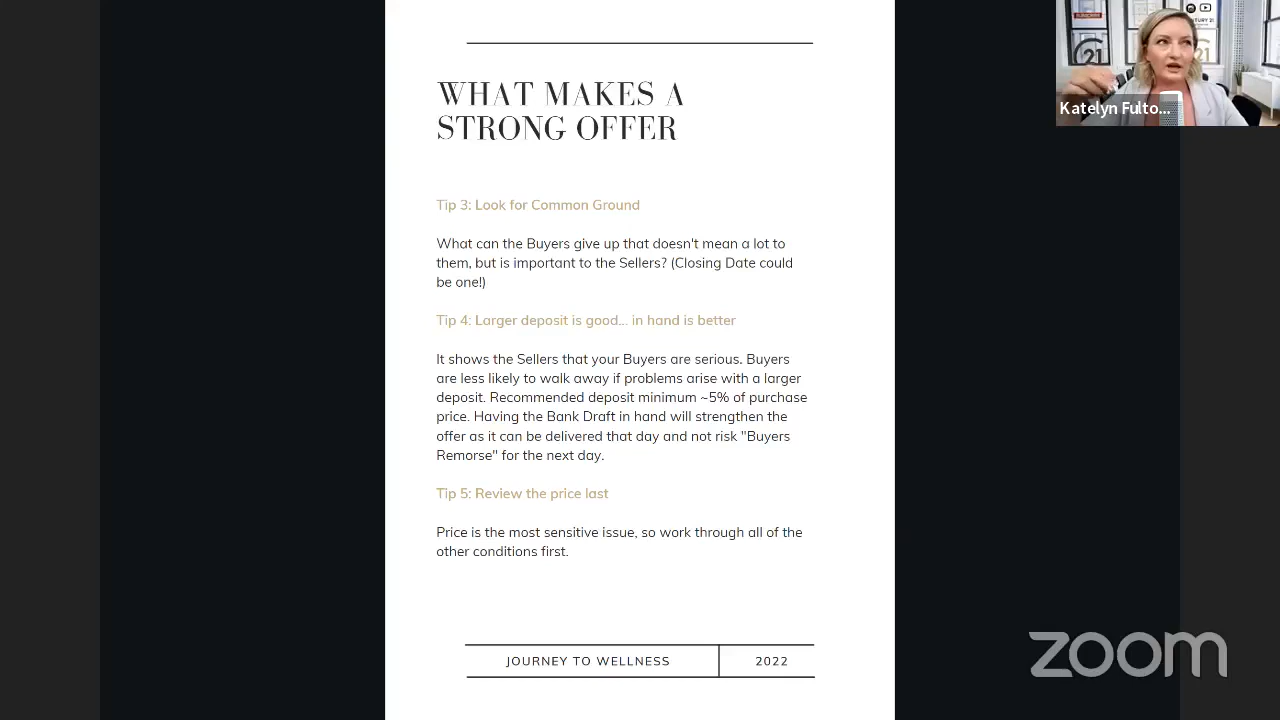 WHAT MAKES A
STRONG OFFER
Tip 3: Look for Common Ground
What can the Buyers give up that doesn't mean a lot to
them, but is important to the Sellers? (Closing Date could
be one!)
Tip 4: Larger deposit is good... in hand is better
It shows the Sellers that your Buyers are serious. Buyers
are less likely to walk away if problems arise with a larger
deposit. Recommended deposit minimum ~5% of purchase
price. Having the Bank Draft in hand will strengthen the
offer as it can be delivered that day and not risk "Buyers
Remorse" for the next day.
Tip 5: Review the price last
Price is the most sensitive issue, so work through all of the
other conditions first.
JOURNEY TO WELLNESS
2022
21
21
Katelyn Fulto...
zoom